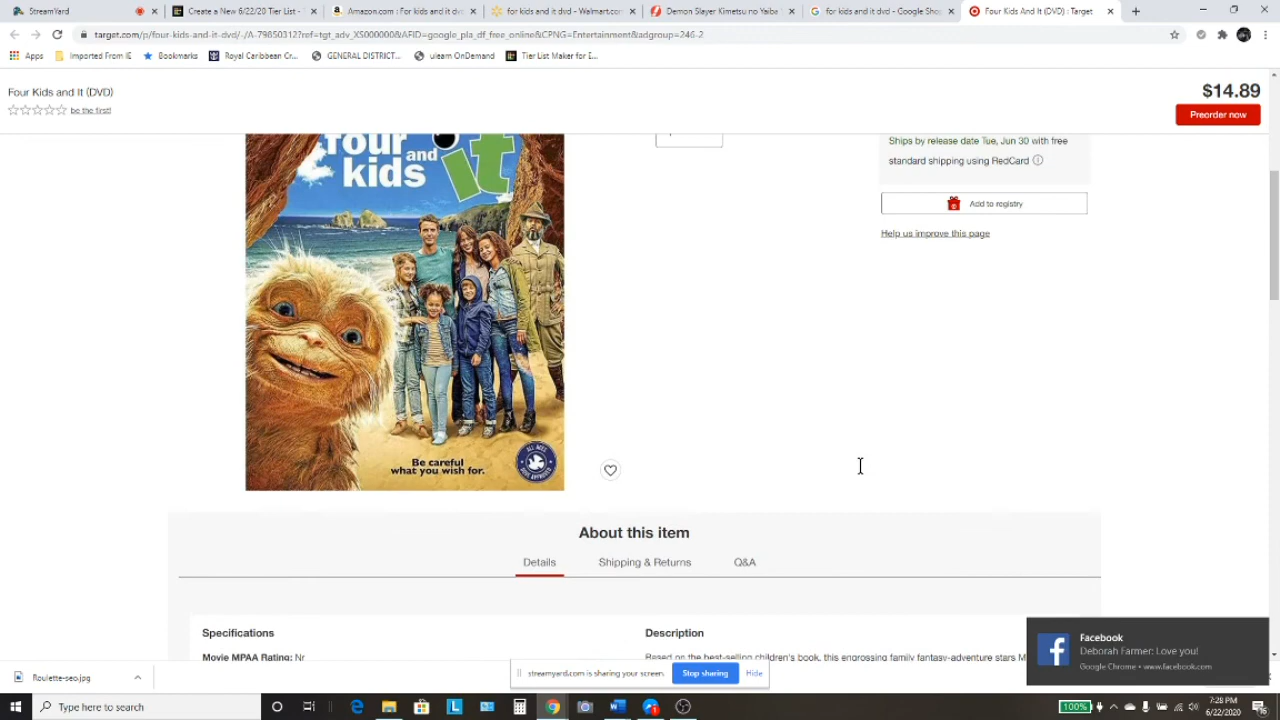 StreamYard
Create a New 6/22/20 Tier List -
Amazon.com : For kids and it dvd
for kids and it dvd - Walmart.com
Demon Slayer Kimetsu no Yaiba
for kids and it dvd - Google Shop
Four Kids And It (DVD) : Target
target.com/p/four-kids-and-it-dvd/-/A-79850312?ref=tgt_adv_XS000000&AFID=google_pla_df_free_online&CPNG=Entertainment&adgroup=246-2
Apps
Imported From IE
Bookmarks
Royal Caribbean Cr...
GENERAL DISTRICT...
ulearn OnDemand
Tier List Maker for E...
Four Kids and It (DVD)
be the first!
$14.89
Preorder now
four and
kids it
Ships by release date Tue, Jun 30 with free
standard shipping using RedCard
Add to registry
Help us improve this page
Be careful
what you wish for.
ALL AGES
DOVE APPROVED
About this item
Details
Shipping & Returns
Q&A
Specifications
Description
Movie MPAA Rating: Nr
Based on the best-selling children's book, this engrossing family fantasy-adventure stars M
Facebook
Deborah Farmer: Love you!
Google Chrome • www.facebook.com
Roulette-seo.jpg
streamyard.com is sharing your screen.
Stop sharing
Hide
Type here to search
100%
7:28 PM
6/22/2020